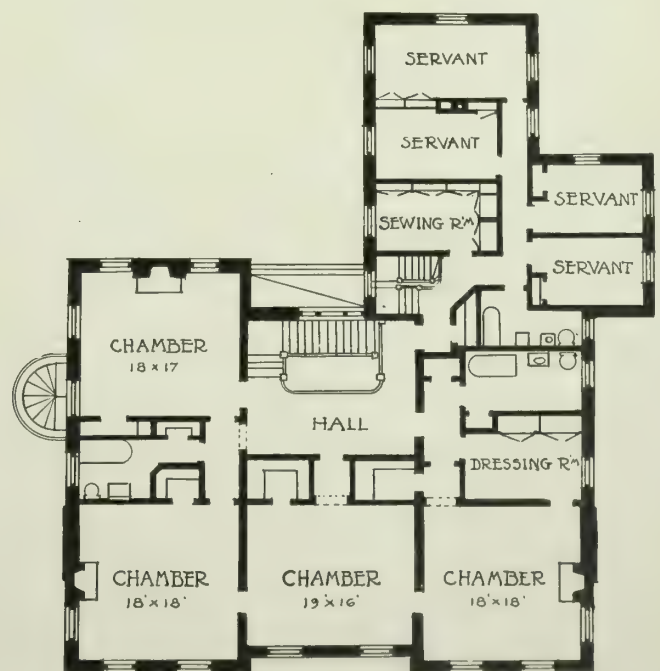 SERVANT
SERVANT
SEWING R'M
SERVANT
SERVANT
CHAMBER
18 x 17
HALL
DRESSING R'M
CHAMBER
18' x 18'
CHAMBER
19' x 16'
CHAMBER
18' x 18'